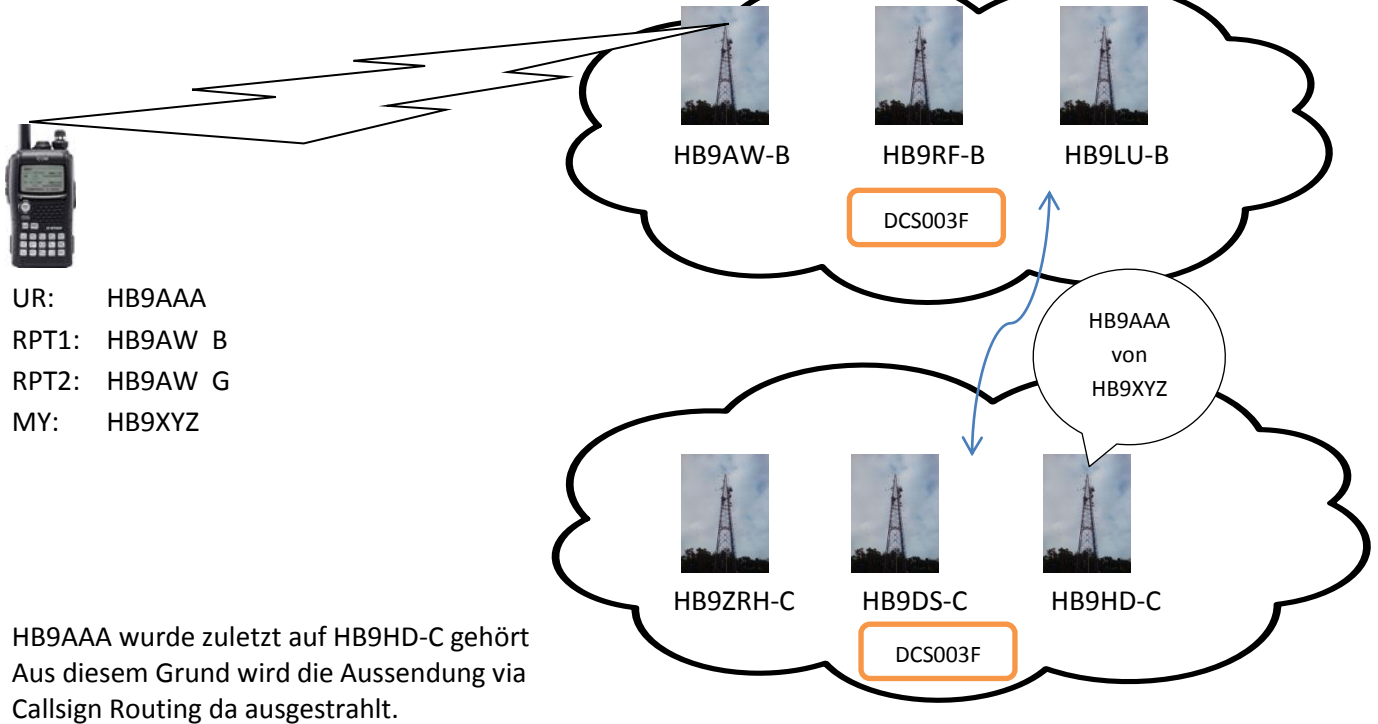 HB9AW-B HB9RF-B HB9LU-B
DCS003F
UR: HB9AAA
RPT1: HB9AW B
RPT2: HB9AW G
MY: HB9XYZ
HB9AAA
von
HB9XYZ
HB9ZRH-C HB9DS-C HB9HD-C
DCS003F
HB9AAA wurde zuletzt auf HB9HD-C gehört
Aus diesem Grund wird die Aussendung via
Callsign Routing da ausgestrahlt.